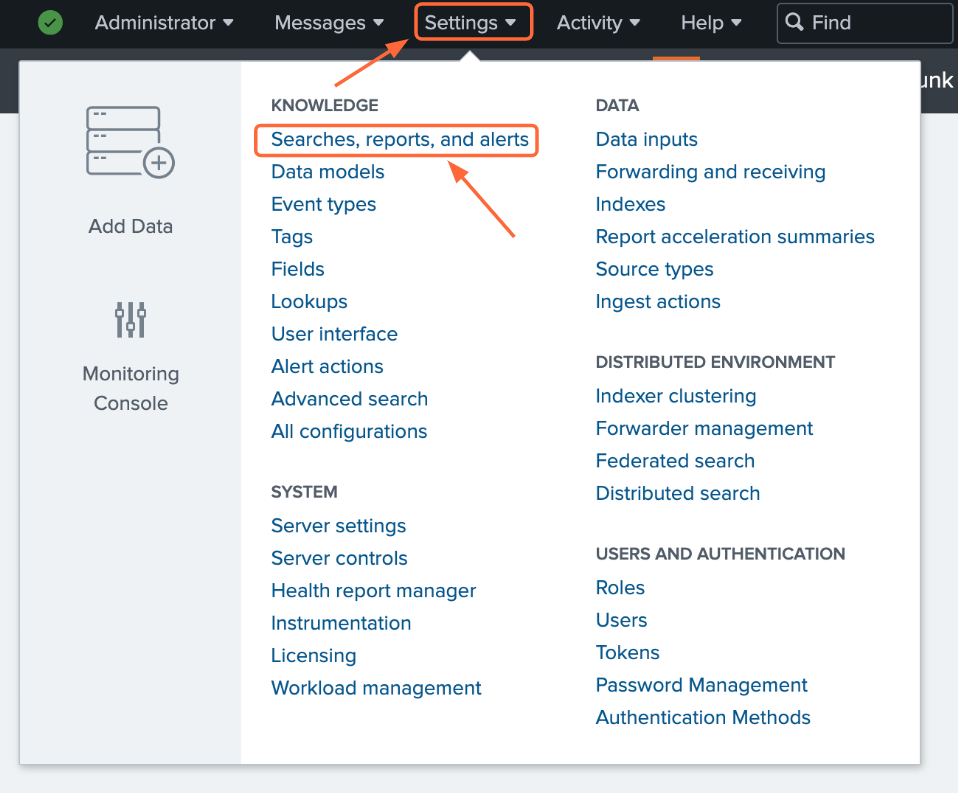 Administrator Messages Settings Activity Help Find
unk
Add Data
Monitoring
Console
KNOWLEDGE
Searches, reports, and alerts
Data models
Event types
Tags
Fields
Lookups
User interface
Alert actions
Advanced search
All configurations
SYSTEM
Server settings
Server controls
Health report manager
Instrumentation
Licensing
Workload management
DATA
Data inputs
Forwarding and receiving
Indexes
Report acceleration summaries
Source types
Ingest actions
DISTRIBUTED ENVIRONMENT
Indexer clustering
Forwarder management
Federated search
Distributed search
USERS AND AUTHENTICATION
Roles
Users
Tokens
Password Management
Authentication Methods